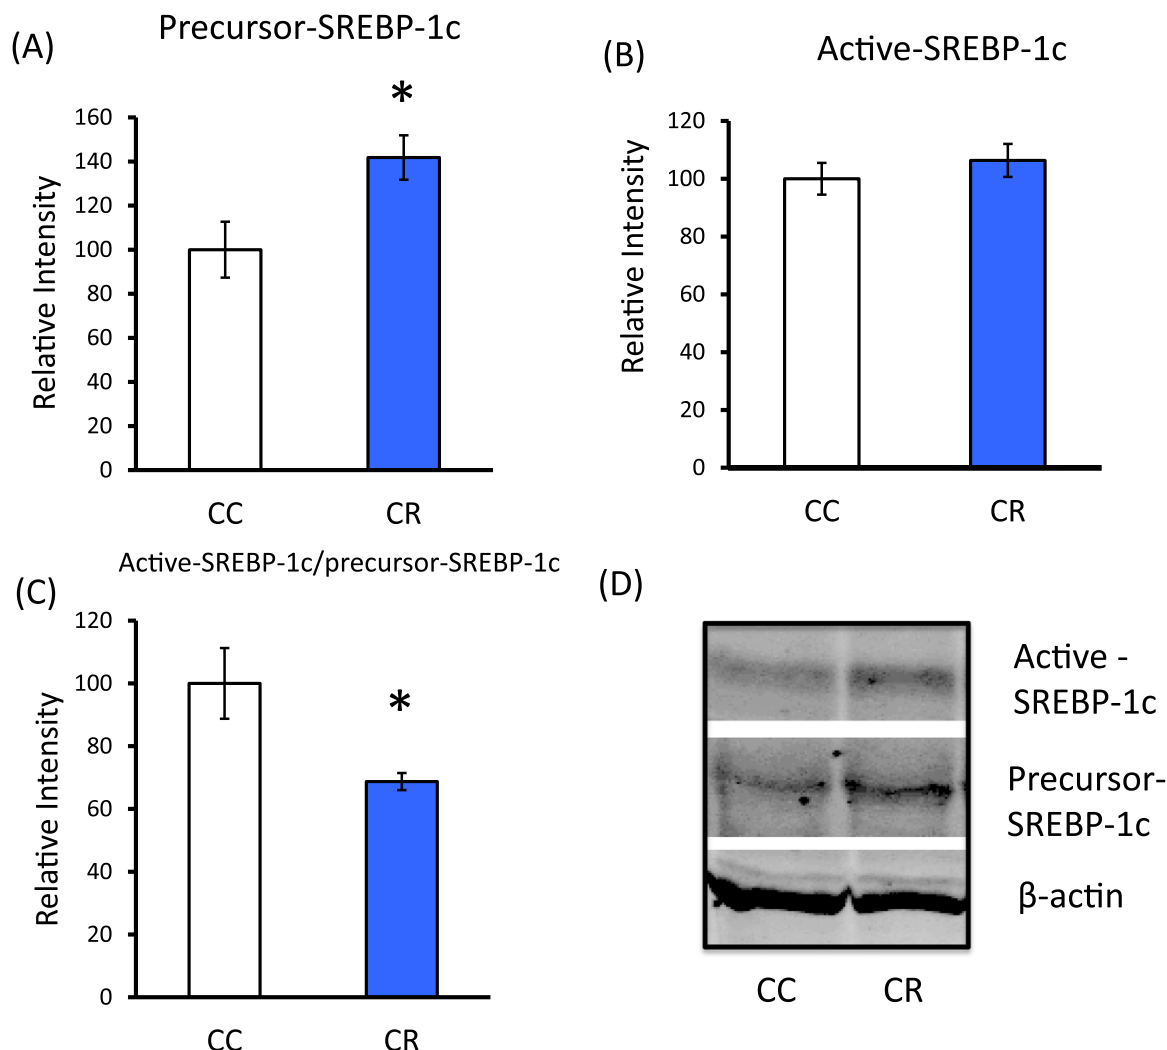 (A)
Precursor-SREBP-1c
*
160
140
120
100
80
60
40
20
0
Relative Intensity
CC
CR
(B)
Active-SREBP-1c
120
100
80
60
40
20
0
Relative Intensity
CC
CR
Active-SREBP-1c/precursor-SREBP-1c
(C)
*
120
100
80
60
40
20
0
Relative Intensity
CC
CR
(D)
Active -
SREBP-1c
Precursor-
SREBP-1c
β-actin
CC
CR